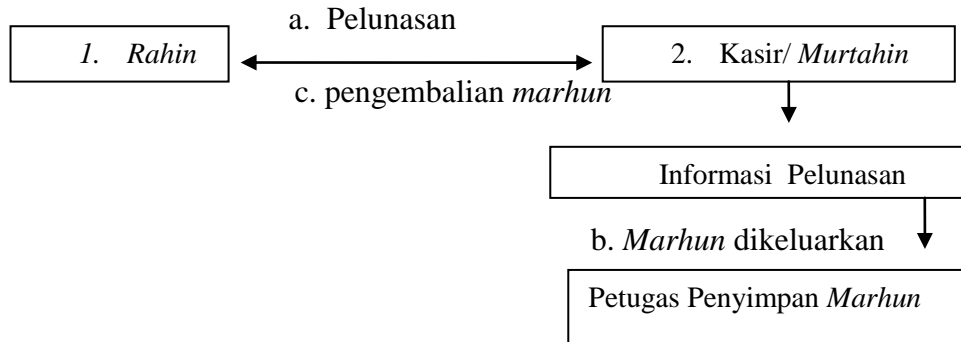 a. Pelunasan
1. Rahin
2. Kasir/ Murtahin
c. pengembalian marhun
Informasi Pelunasan
b. Marhun dikeluarkan
Petugas Penyimpan Marhun